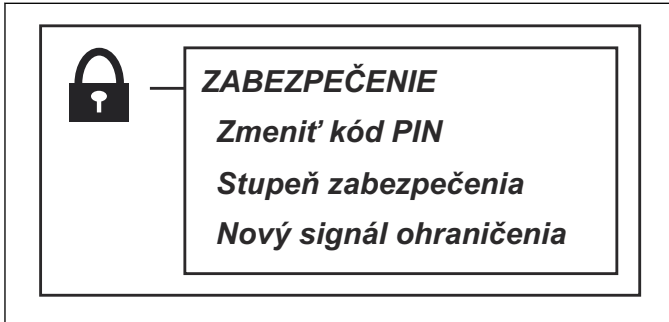 ZABEZPEČENIE
Zmeniť kód PIN
Stupeň zabezpečenia
Nový signál ohraničenia